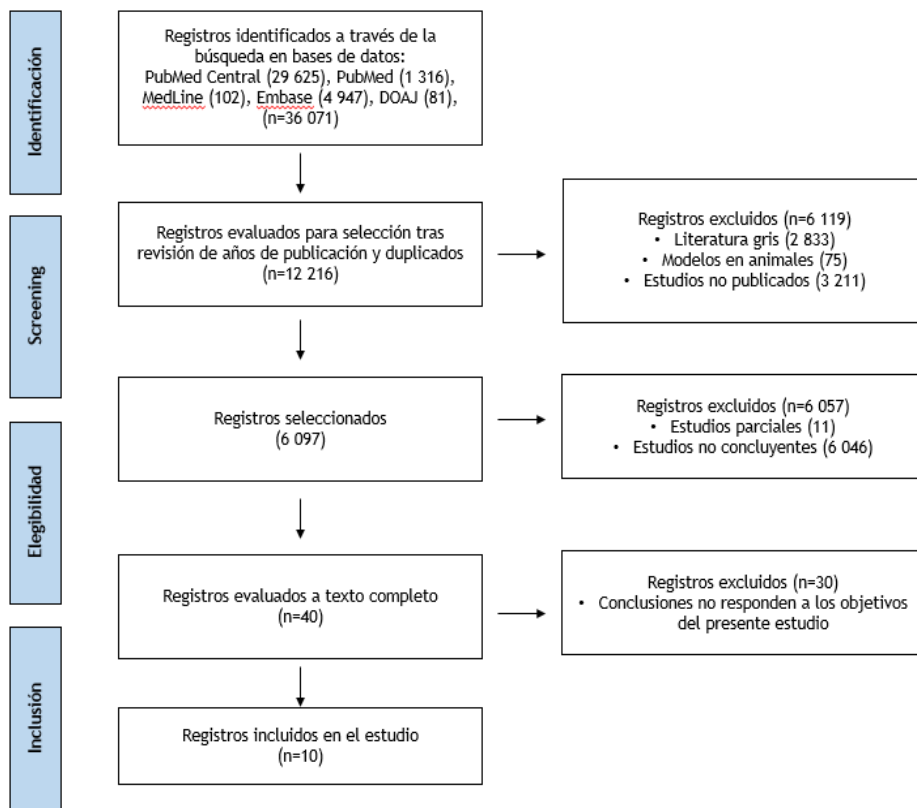 Identificación
Registros identificados a través de la
búsqueda en bases de datos:
PubMed Central (29 625), PubMed (1 316),
MedLine (102), Embase (4 947), DOAJ (81),
(n=36 071)
Screening
Registros evaluados para selección tras
revisión de años de publicación y duplicados
(n=12 216)
Registros excluidos (n=6 119)
• Literatura gris (2 833)
• Modelos en animales (75)
• Estudios no publicados (3 211)
Registros seleccionados
(6 097)
Registros excluidos (n=6 057)
• Estudios parciales (11)
• Estudios no concluyentes (6 046)
Elegibilidad
Registros evaluados a texto completo
(n=40)
Registros excluidos (n=30)
• Conclusiones no responden a los objetivos
del presente estudio
Inclusión
Registros incluidos en el estudio
(n=10)